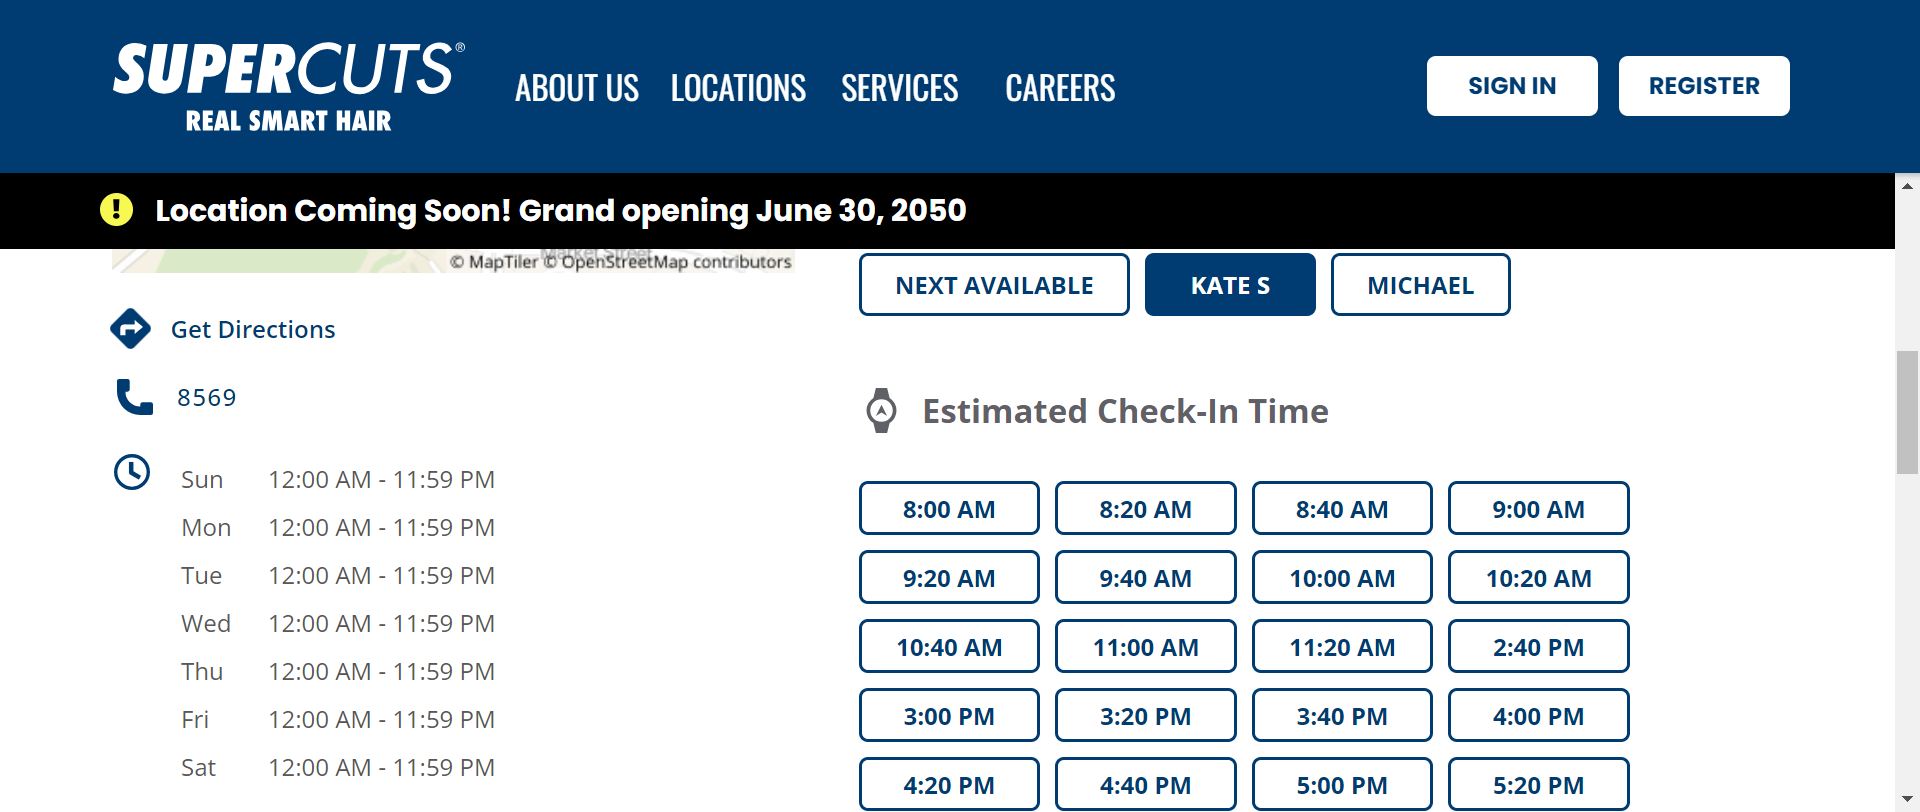 SUPERCUTS®
REAL SMART HAIR
ABOUT US LOCATIONS SERVICES CAREERS
SIGN IN REGISTER
Location Coming Soon! Grand opening June 30, 2050
Market Street
© MapTiler © OpenStreetMap contributors
Get Directions
8569
Sun 12:00 AM - 11:59 PM
Mon 12:00 AM - 11:59 PM
Tue 12:00 AM - 11:59 PM
Wed 12:00 AM - 11:59 PM
Thu 12:00 AM - 11:59 PM
Fri 12:00 AM - 11:59 PM
Sat 12:00 AM - 11:59 PM
NEXT AVAILABLE KATE S MICHAEL
Estimated Check-In Time
8:00 AM 8:20 AM 8:40 AM 9:00 AM
9:20 AM 9:40 AM 10:00 AM 10:20 AM
10:40 AM 11:00 AM 11:20 AM 2:40 PM
3:00 PM 3:20 PM 3:40 PM 4:00 PM
4:20 PM 4:40 PM 5:00 PM 5:20 PM